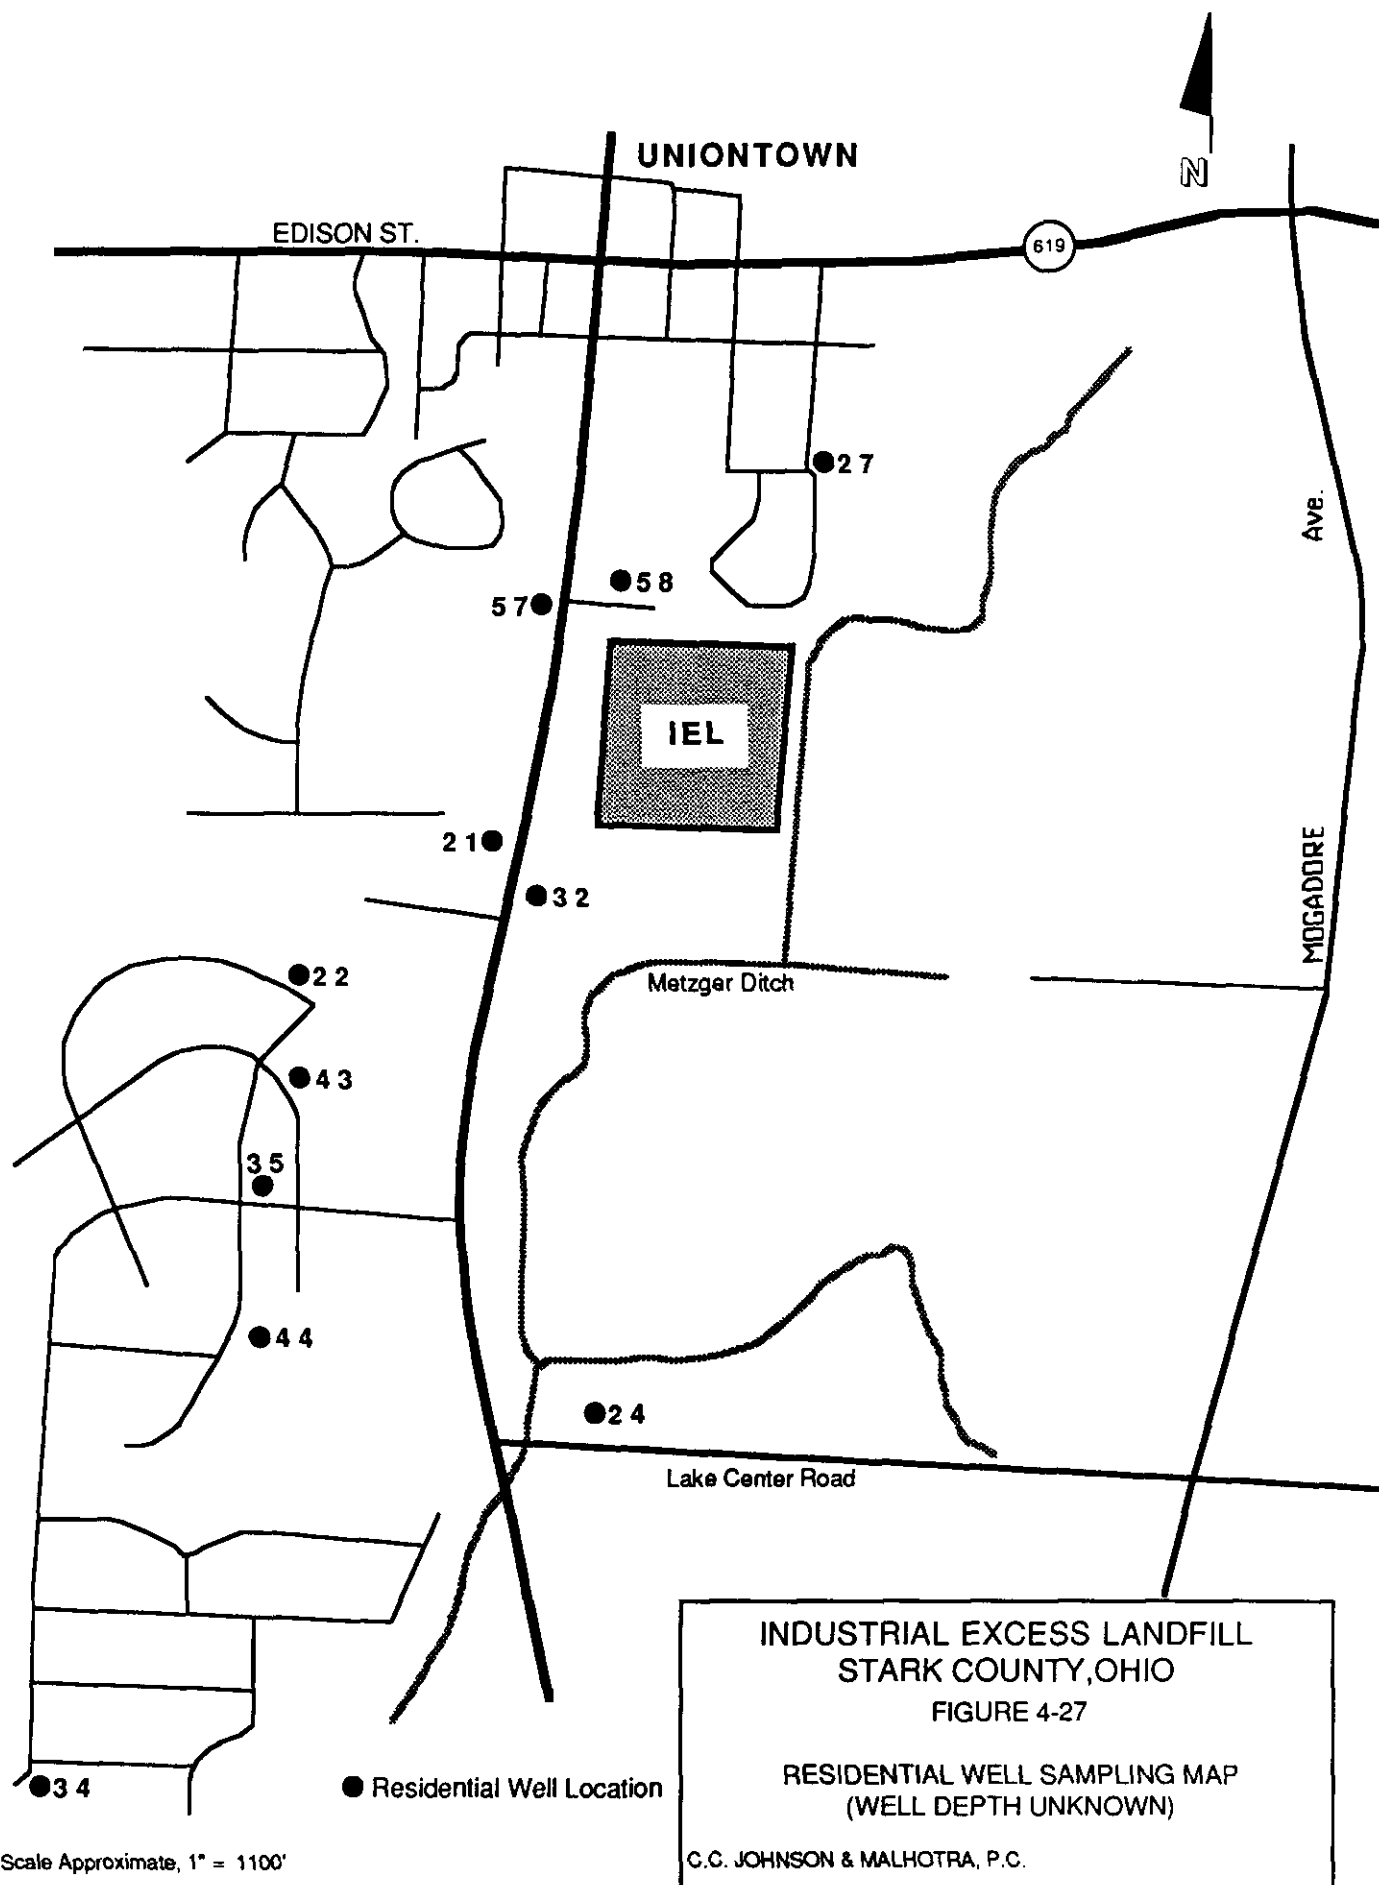 UNIONTOWN
N
EDISON ST.
619
27
Ave.
58
57
IEL
21
32
MOGADORE
22
Metzger Ditch
43
35
44
24
Lake Center Road
INDUSTRIAL EXCESS LANDFILL
STARK COUNTY,OHIO
FIGURE 4-27
RESIDENTIAL WELL SAMPLING MAP
(WELL DEPTH UNKNOWN)
34
Residential Well Location
Scale Approximate, 1" = 1100'
C.C. JOHNSON & MALHOTRA, P.C.